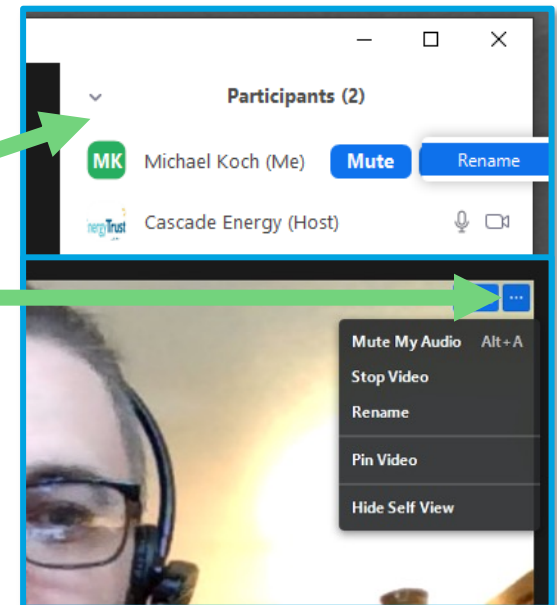 Participants (2)
MK Michael Koch (Me) Mute Rename
nergyTrust Cascade Energy (Host)
...
Mute My Audio Alt+A
Stop Video
Rename
Pin Video
Hide Self View